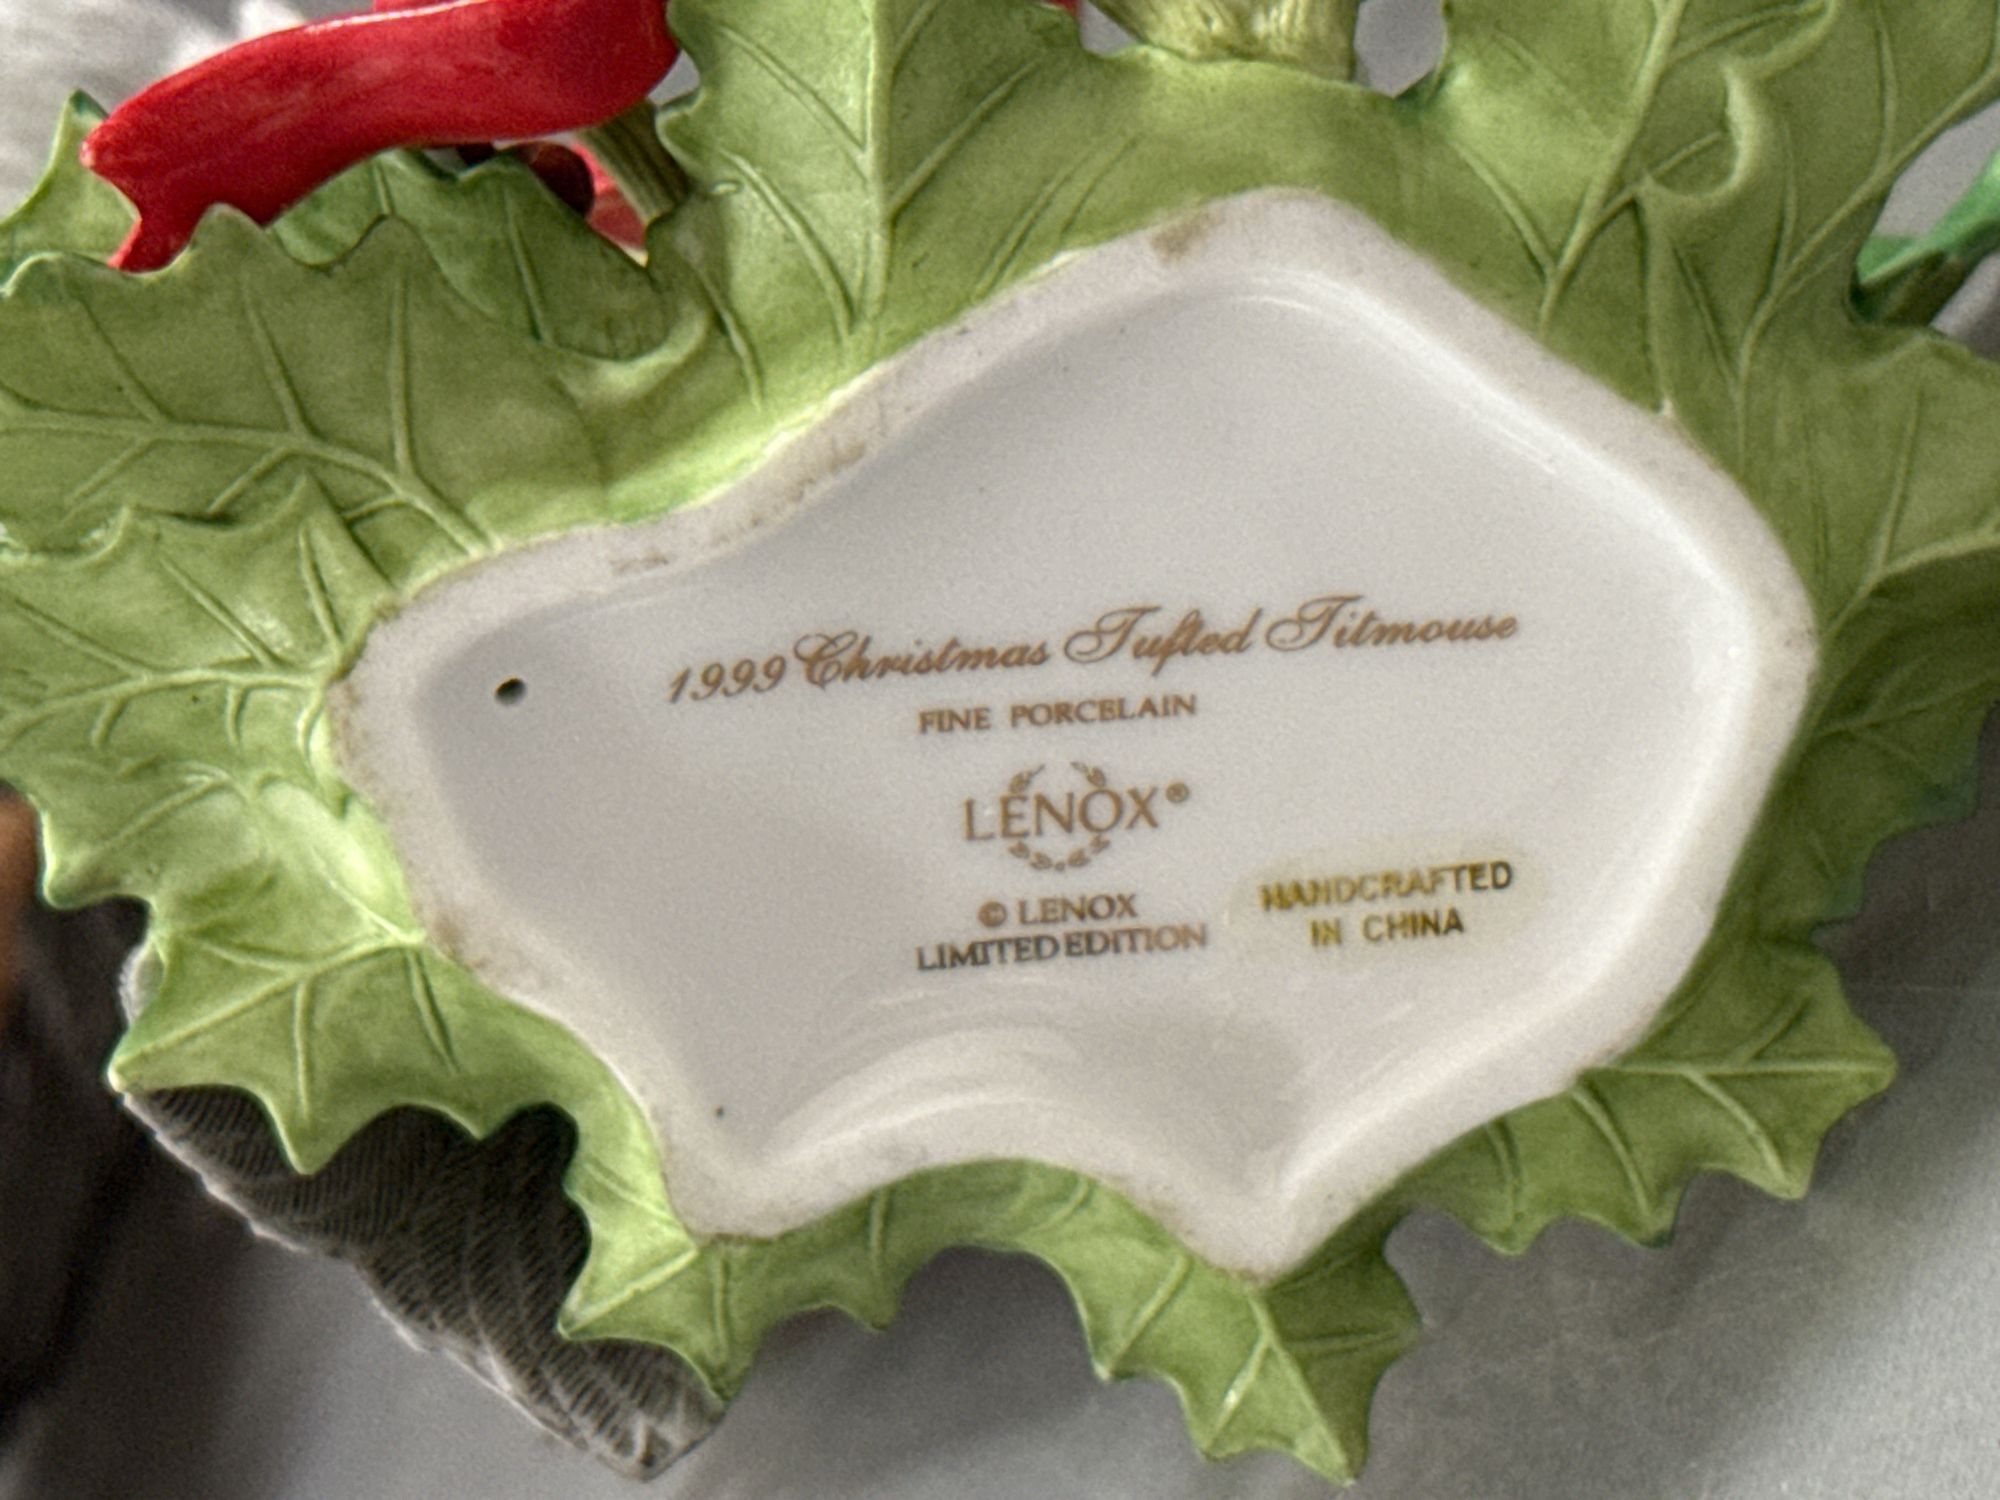 1999 Christmas Tufted Titmouse
FINE PORCELAIN
LENOX®
© LENOX
LIMITED EDITION
HANDCRAFTED
IN CHINA